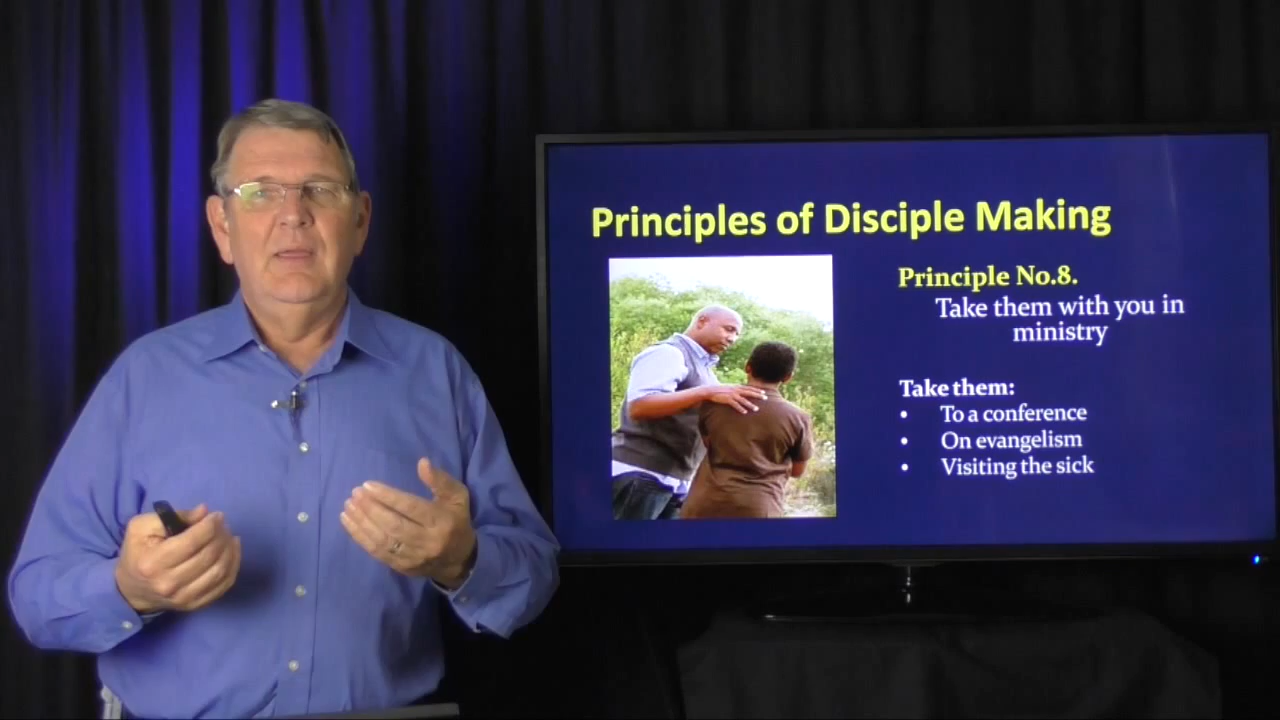 Principles of Disciple Making
Principle No.8.
Take them with you in
ministry
Take them:
• To a conference
• On evangelism
• Visiting the sick